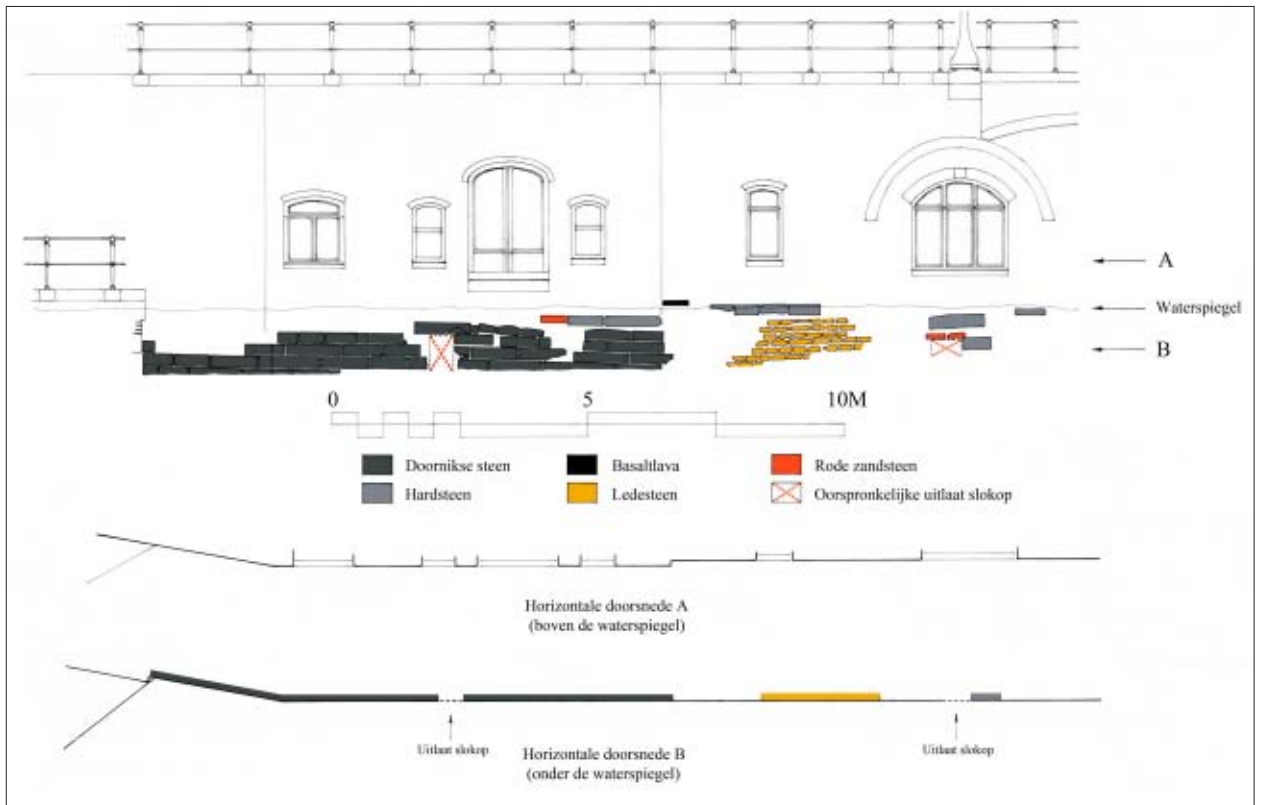 A
Waterspiegel
B
0 5 10M
Doornikse steen
Basaltlava
Rode zandsteen
Hardsteen
Ledesteen
Oorspronkelijke uitlaat slokop
Horizontale doorsnede A
(boven de waterspiegel)
Uitlaat slokop
Uitlaat slokop
Horizontale doorsnede B
(onder de waterspiegel)